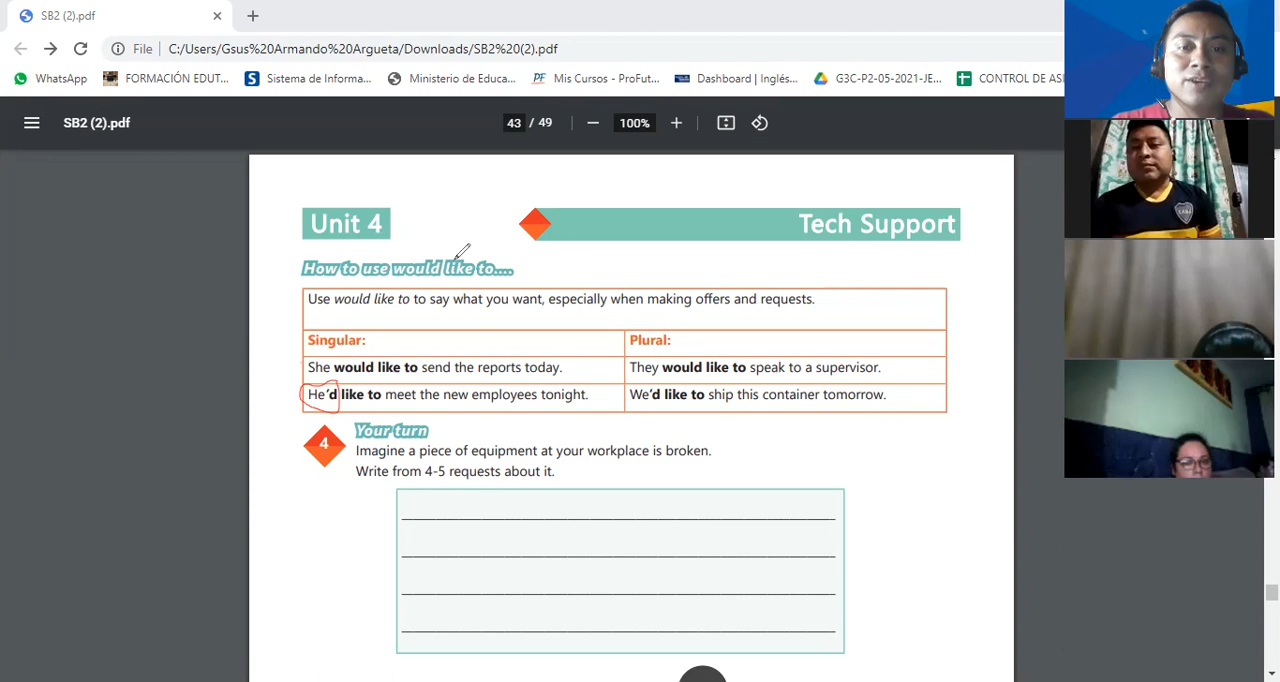 SB2 (2).pdf
File C:/Users/Gsus%20Armando%20Argueta/Downloads/SB2%20(2).pdf
WhatsApp FORMACIÓN EDUT... Sistema de Informa... Ministerio de Educa... PF Mis Cursos - ProFut... Dashboard | Inglés,... G3C-P2-05-2021-JE... CONTROL DE ASI
SB2 (2).pdf 43 / 49 100%
Unit 4 Tech Support
How to use would like to....
Use would like to to say what you want, especially when making offers and requests.
Singular: Plural:
She would like to send the reports today. They would like to speak to a supervisor.
He'd like to meet the new employees tonight. We'd like to ship this container tomorrow.
4 Your turn
Imagine a piece of equipment at your workplace is broken.
Write from 4-5 requests about it.